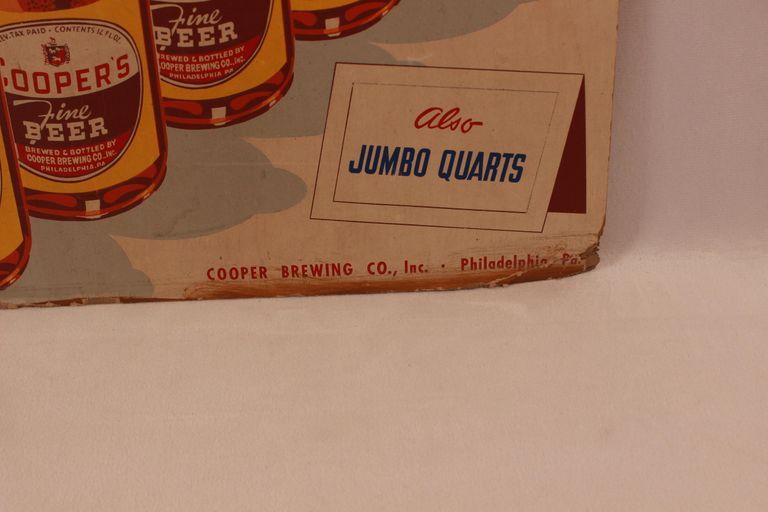 EV. TAX PAID - CONTENTS 12 FL. OZ.
COOPER'S
Fine
BEER
BREWED & BOTTLED BY
COOPER BREWING CO., INC.
PHILADELPHIA, PA
Fine
BEER
BREWED & BOTTLED BY
COOPER BREWING CO., INC.
PHILADELPHIA PA
Also
JUMBO QUARTS
COOPER BREWING CO., Inc. · Philadelphia Pa.